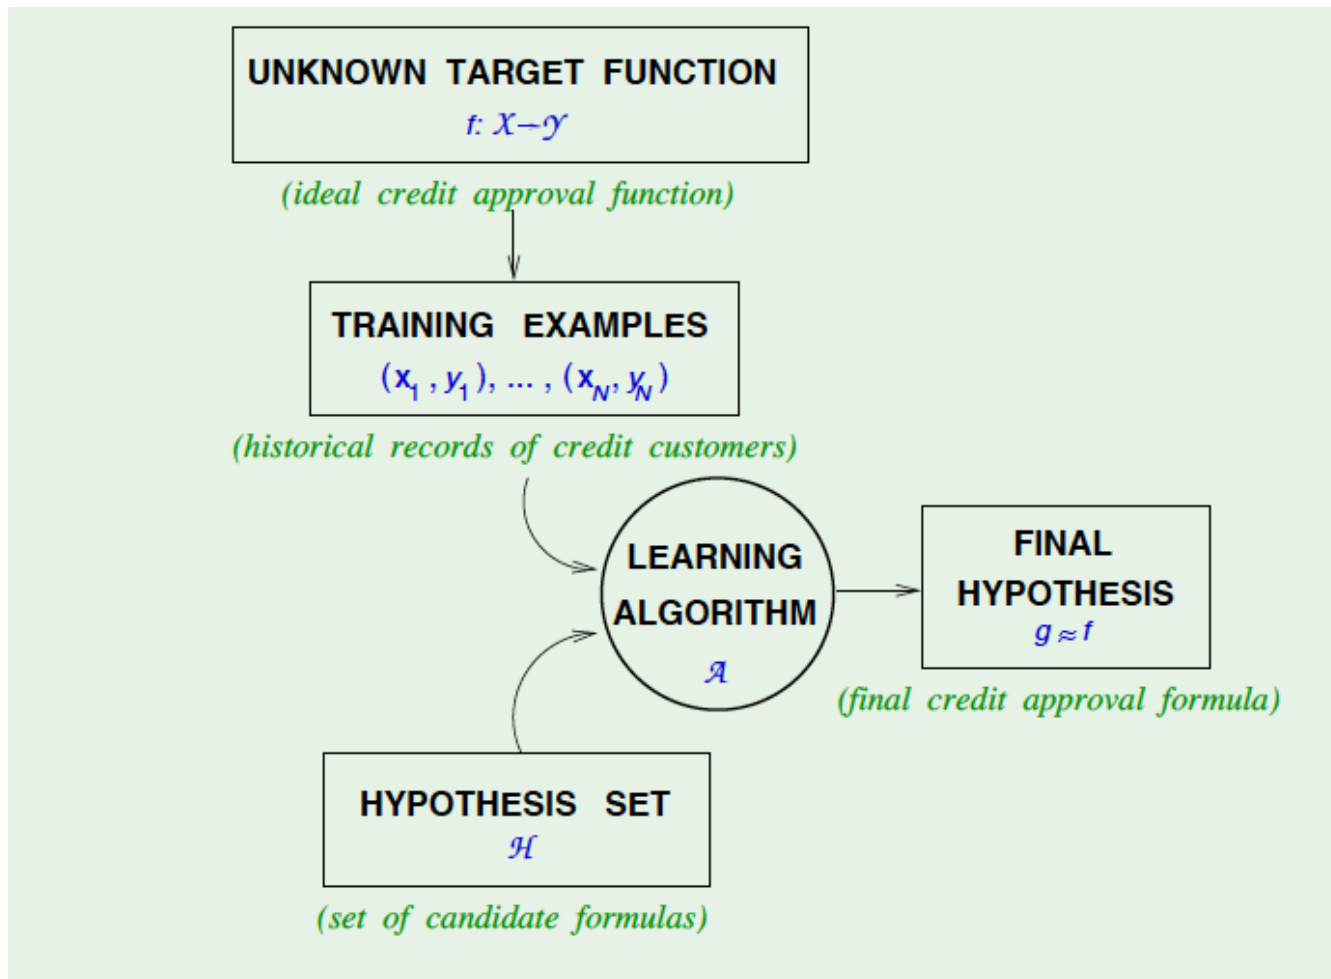 UNKNOWN TARGET FUNCTION
f: X→Y
(ideal credit approval function)
TRAINING EXAMPLES
(x1 , y1), ... , (xN, yN)
(historical records of credit customers)
LEARNING
ALGORITHM
A
FINAL
HYPOTHESIS
g ≈ f
(final credit approval formula)
HYPOTHESIS SET
H
(set of candidate formulas)